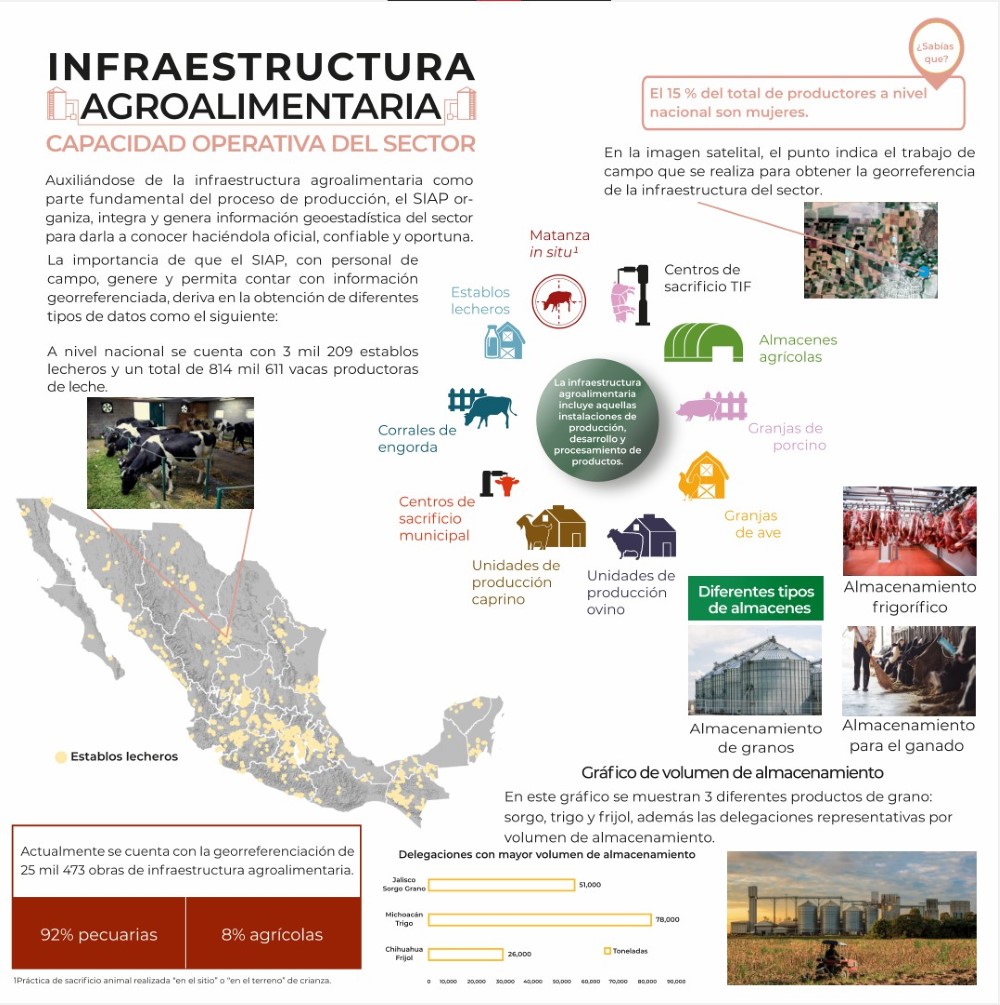 INFRAESTRUCTURA
AGROALIMENTARIA
CAPACIDAD OPERATIVA DEL SECTOR
Auxiliándose de la infraestructura agroalimentaria como
parte fundamental del proceso de producción, el SIAP or-
ganiza, integra y genera información geoestadística del sector
para darla a conocer haciéndola oficial, confiable y oportuna.
La importancia de que el SIAP, con personal de
campo, genere y permita contar con información
georreferenciada, deriva en la obtención de diferentes
tipos de datos como el siguiente:
A nivel nacional se cuenta con 3 mil 209 establos
lecheros y un total de 814 mil 611 vacas productoras
de leche.
¿Sabías
que?
El 15 % del total de productores a nivel
nacional son mujeres.
En la imagen satelital, el punto indica el trabajo de
campo que se realiza para obtener la georreferencia
de la infraestructura del sector.
Matanza
in situ¹
Centros de
sacrificio TIF
Establos
lecheros
Almacenes
agrícolas
La infraestructura
agroalimentaria
incluye aquellas
instalaciones de
producción,
desarrollo y
procesamiento de
productos.
Corrales de
engorda
Granjas de
porcino
Centros de
sacrificio
municipal
Granjas
de ave
Unidades de
producción
caprino
Unidades de
producción
ovino
Diferentes tipos
de almacenes
Almacenamiento
frigorífico
Almacenamiento
de granos
Almacenamiento
para el ganado
Establos lecheros
Gráfico de volumen de almacenamiento
En este gráfico se muestran 3 diferentes productos de grano:
sorgo, trigo y frijol, además las delegaciones representativas por
volumen de almacenamiento.
Delegaciones con mayor volumen de almacenamiento
Jalisco
Sorgo Grano
51,000
Michoacán
Trigo
78,000
Chihuahua
Frijol
26,000
Toneladas
0 10,000 20,000 30,000 40,000 50,000 60,000 70,000 80,000 90,000
Actualmente se cuenta con la georreferenciación de
25 mil 473 obras de infraestructura agroalimentaria.
92% pecuarias
8% agrícolas
1Práctica de sacrificio animal realizada "en el sitio" o "en el terreno" de crianza.